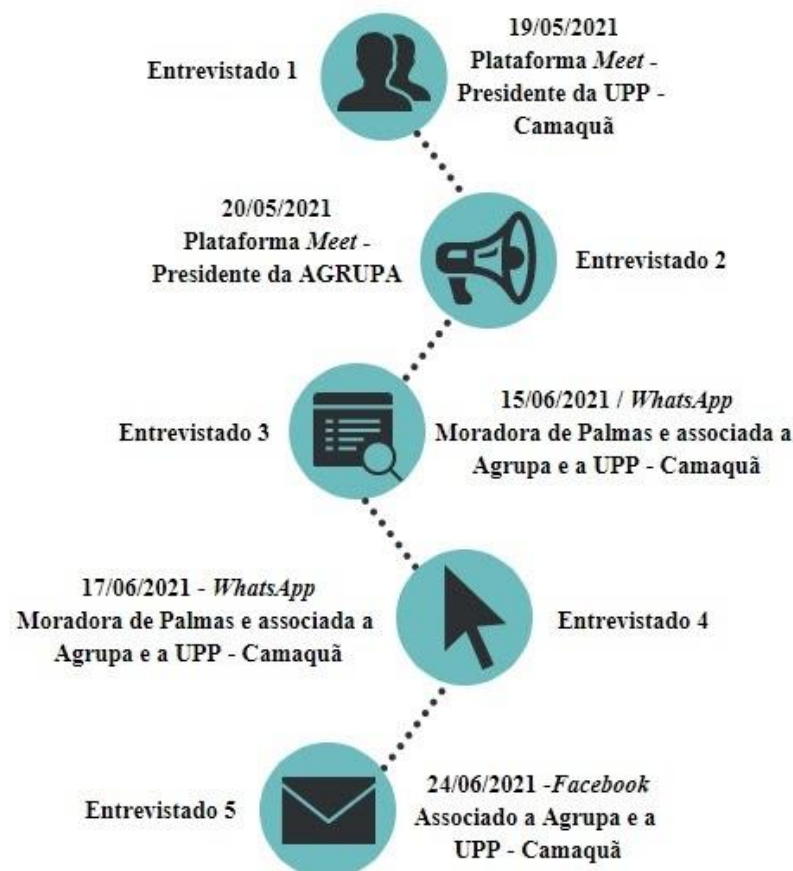 Entrevistado 1
19/05/2021
Plataforma Meet -
Presidente da UPP -
Camaquã
20/05/2021
Plataforma Meet -
Presidente da AGRUPA
Entrevistado 2
Entrevistado 3
15/06/2021 / WhatsApp
Moradora de Palmas e associada a
Agrupa e a UPP - Camaquã
17/06/2021 - WhatsApp
Moradora de Palmas e associada a
Agrupa e a UPP - Camaquã
Entrevistado 4
Entrevistado 5
24/06/2021 -Facebook
Associado a Agrupa e a
UPP - Camaquã